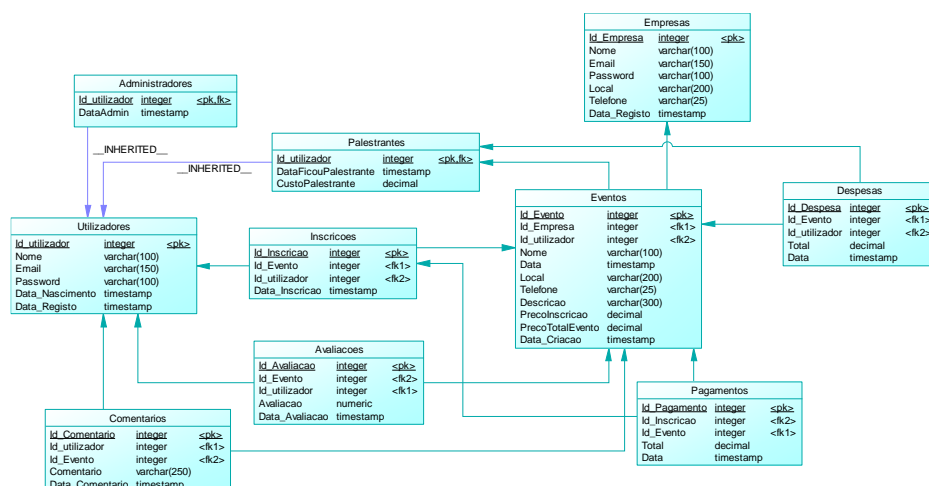 Empresas
Id_Empresa integer <pk>
Nome varchar(100)
Email varchar(150)
Password varchar(100)
Local varchar(200)
Telefone varchar(25)
Data_Registo timestamp
Administradores
Id_utilizador integer <pk,fk>
DataAdmin timestamp
__INHERITED__
Palestrantes
Id_utilizador integer <pk,fk>
DataFicouPalestrante timestamp
CustoPalestrante decimal
__INHERITED__
Despesas
Id_Despesa integer <pk>
Id_Evento integer <fk1>
Id_utilizador integer <fk2>
Total decimal
Data timestamp
Eventos
Id_Evento integer <pk>
Id_Empresa integer <fk1>
Id_utilizador integer <fk2>
Nome varchar(100)
Data timestamp
Local varchar(200)
Telefone varchar(25)
Descricao varchar(300)
PrecoInscricao decimal
PrecoTotalEvento decimal
Data_Criacao timestamp
Utilizadores
Id_utilizador integer <pk>
Nome varchar(100)
Email varchar(150)
Password varchar(100)
Data_Nascimento timestamp
Data_Registo timestamp
Inscricoes
Id_Inscricao integer <pk>
Id_Evento integer <fk1>
Id_utilizador integer <fk2>
Data_Inscricao timestamp
Avaliacoes
Id_Avaliacao integer <pk>
Id_Evento integer <fk2>
Id_utilizador integer <fk1>
Avaliacao numeric
Data_Avaliacao timestamp
Pagamentos
Id_Pagamento integer <pk>
Id_Inscricao integer <fk2>
Id_Evento integer <fk1>
Total decimal
Data timestamp
Comentarios
Id_Comentario integer <pk>
Id_utilizador integer <fk1>
Id_Evento integer <fk2>
Comentario varchar(250)
Data_Comentario timestamp